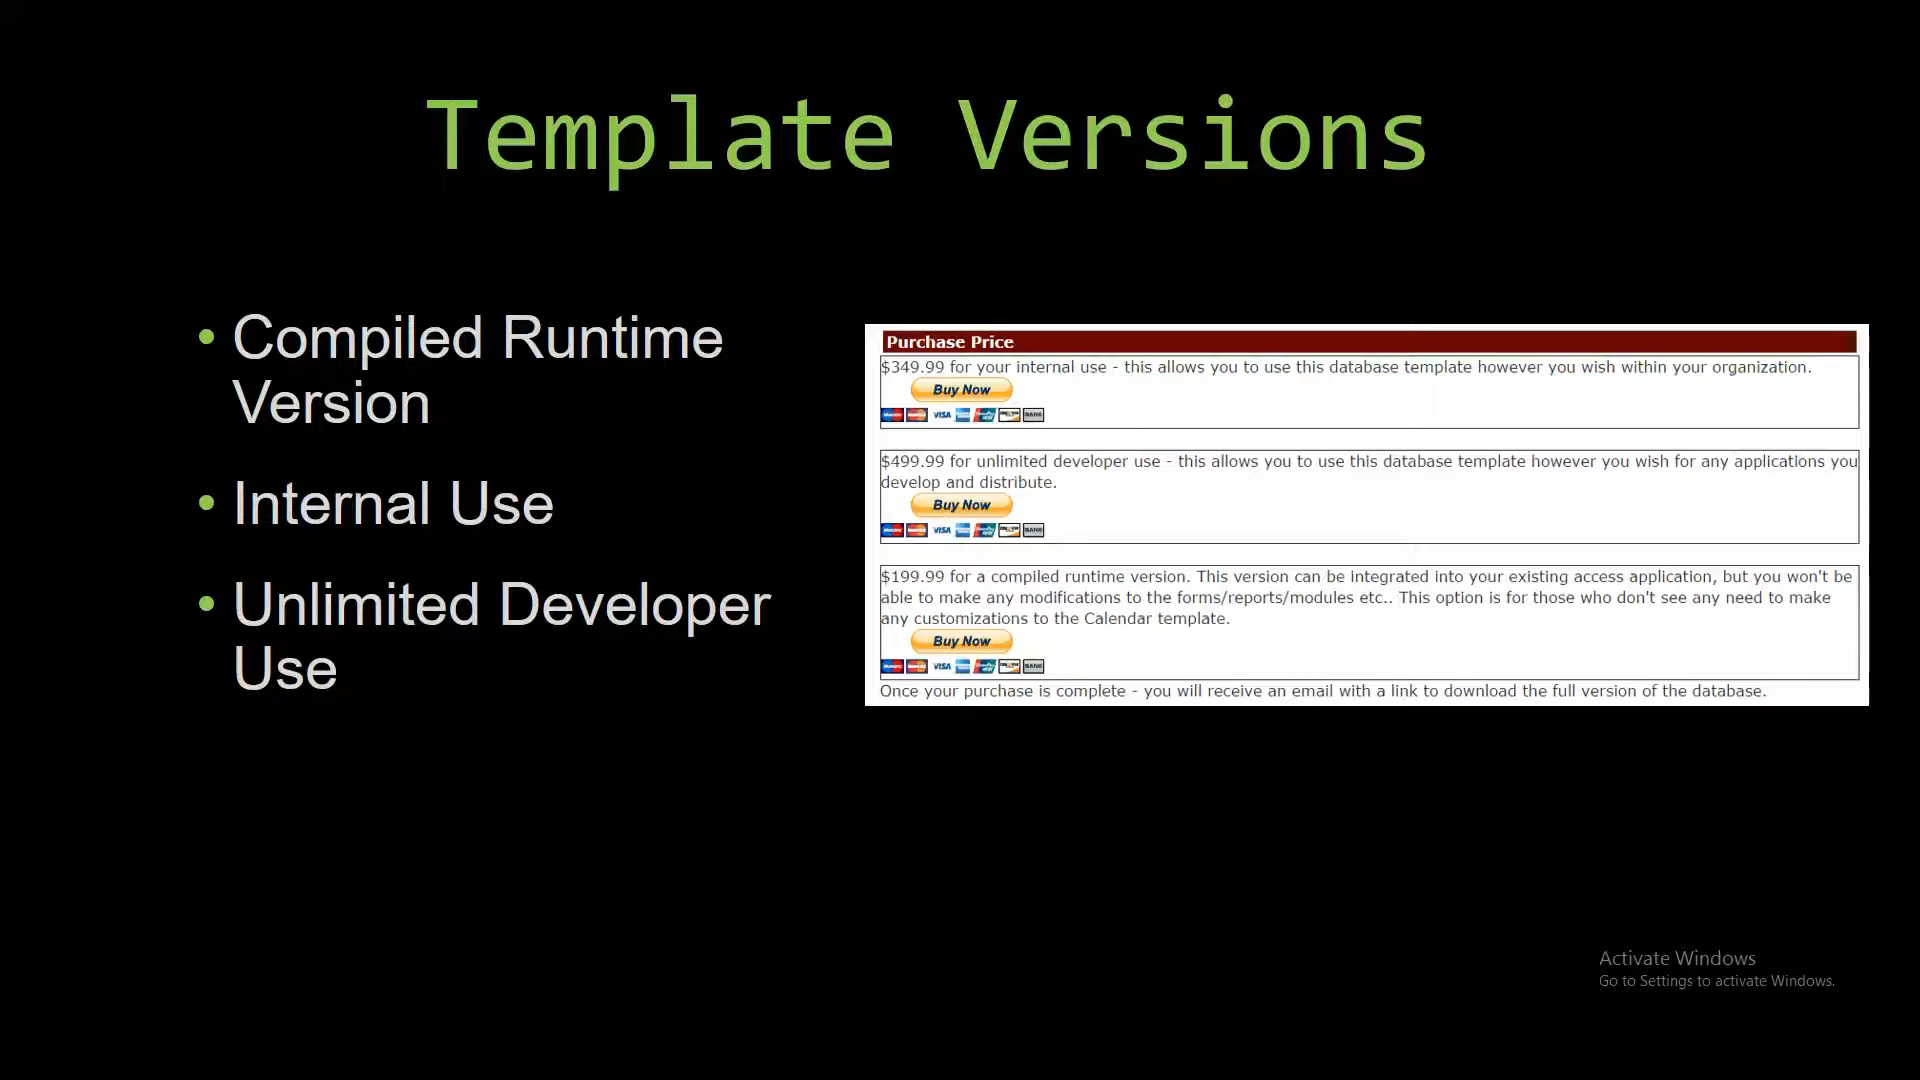 Template Versions
• Compiled Runtime
Version
• Internal Use
• Unlimited Developer
Use
Purchase Price
$349.99 for your internal use - this allows you to use this database template however you wish within your organization.
Buy Now
VISA BANK
$499.99 for unlimited developer use - this allows you to use this database template however you wish for any applications you
develop and distribute.
Buy Now
VISA BANK
$199.99 for a compiled runtime version. This version can be integrated into your existing access application, but you won't be
able to make any modifications to the forms/reports/modules etc.. This option is for those who don't see any need to make
any customizations to the Calendar template.
Buy Now
VISA BANK
Once your purchase is complete - you will receive an email with a link to download the full version of the database.
Activate Windows
Go to Settings to activate Windows.